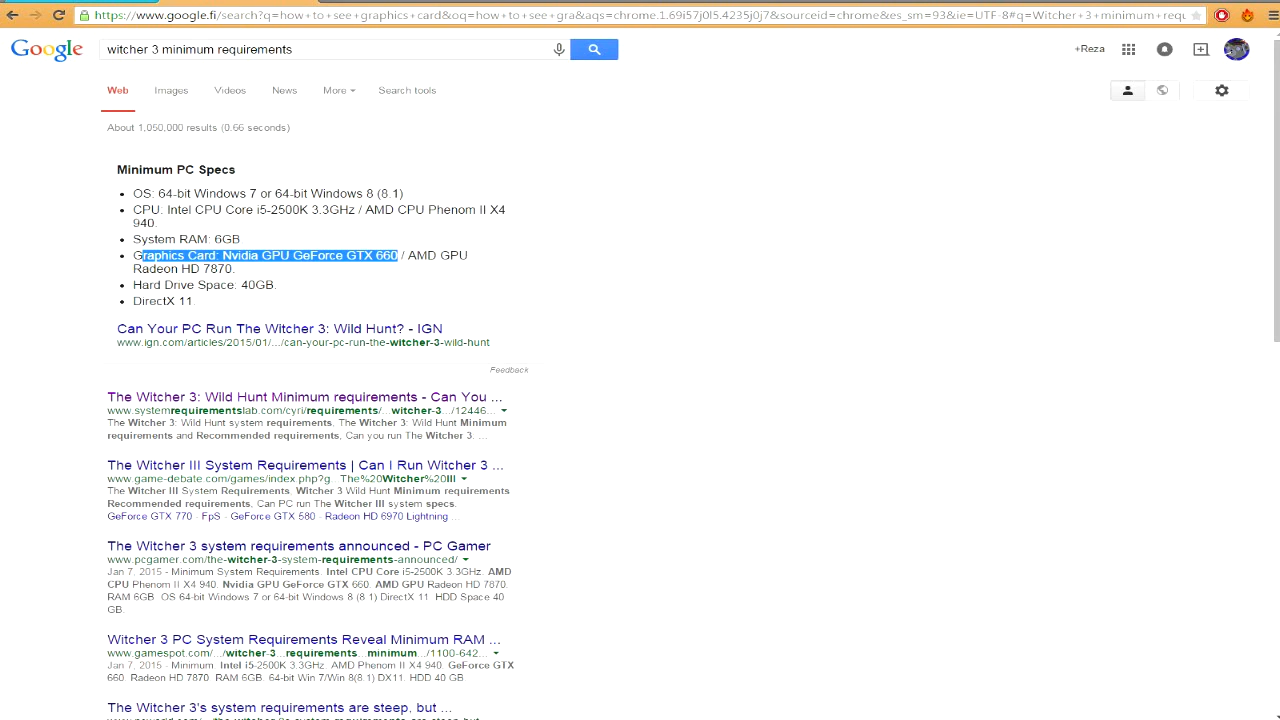 https://www.google.fi/search?q=how+to+see+graphics+card&oq=how+to+see+gra&aqs=chrome.1.69i57j0l5.4235j0j7&sourceid=chrome&es_sm=93&ie=UTF-8#q=Witcher+3+minimum+requ
Google
witcher 3 minimum requirements
+Reza
Web Images Videos News More Search tools
About 1,050,000 results (0.66 seconds)
Minimum PC Specs
OS: 64-bit Windows 7 or 64-bit Windows 8 (8.1)
CPU: Intel CPU Core i5-2500K 3.3GHz / AMD CPU Phenom II X4
940.
System RAM: 6GB
Graphics Card: Nvidia GPU GeForce GTX 660 / AMD GPU
Radeon HD 7870.
Hard Drive Space: 40GB.
DirectX 11.
Can Your PC Run The Witcher 3: Wild Hunt? - IGN
www.ign.com/articles/2015/01/.../can-your-pc-run-the-witcher-3-wild-hunt
Feedback
The Witcher 3: Wild Hunt Minimum requirements - Can You ...
www.systemrequirementslab.com/cyri/requirements/...witcher-3.../12446...
The Witcher 3: Wild Hunt system requirements. The Witcher 3: Wild Hunt Minimum
requirements and Recommended requirements, Can you run The Witcher 3. ...
The Witcher III System Requirements | Can I Run Witcher 3 ...
www.game-debate.com/games/index.php?g...The%20Witcher%20III
The Witcher III System Requirements, Witcher 3 Wild Hunt Minimum requirements
Recommended requirements, Can PC run The Witcher III system specs.
GeForce GTX 770 - FpS - GeForce GTX 580 - Radeon HD 6970 Lightning ...
The Witcher 3 system requirements announced - PC Gamer
www.pcgamer.com/the-witcher-3-system-requirements-announced/
Jan 7, 2015 - Minimum System Requirements. Intel CPU Core i5-2500K 3.3GHz. AMD
CPU Phenom II X4 940. Nvidia GPU GeForce GTX 660. AMD GPU Radeon HD 7870.
RAM 6GB. OS 64-bit Windows 7 or 64-bit Windows 8 (8.1) DirectX 11. HDD Space 40
GB.
Witcher 3 PC System Requirements Reveal Minimum RAM ...
www.gamespot.com/.../witcher-3...requirements...minimum.../1100-642...
Jan 7, 2015 - Minimum. Intel i5-2500K 3.3GHz. AMD Phenom II X4 940. GeForce GTX
660. Radeon HD 7870. RAM 6GB. 64-bit Win 7/Win 8(8.1) DX11. HDD 40 GB.
The Witcher 3's system requirements are steep, but ...